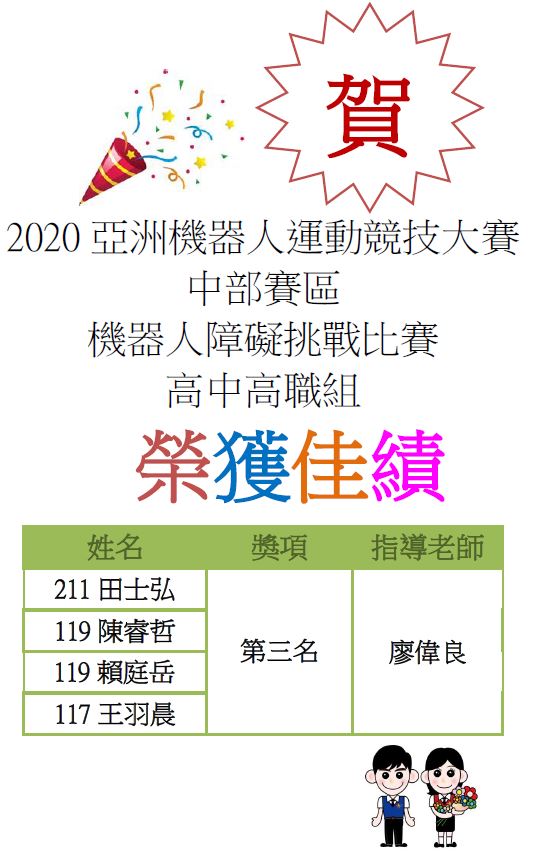 賀
2020 亞洲機器人運動競技大賽
中部賽區
機器人障礙挑戰比賽
高中高職組
榮獲佳績
姓名 獎項 指導老師
211 田士弘
119 陳睿哲
第三名 廖偉良
119 賴庭岳
117 王羽晨